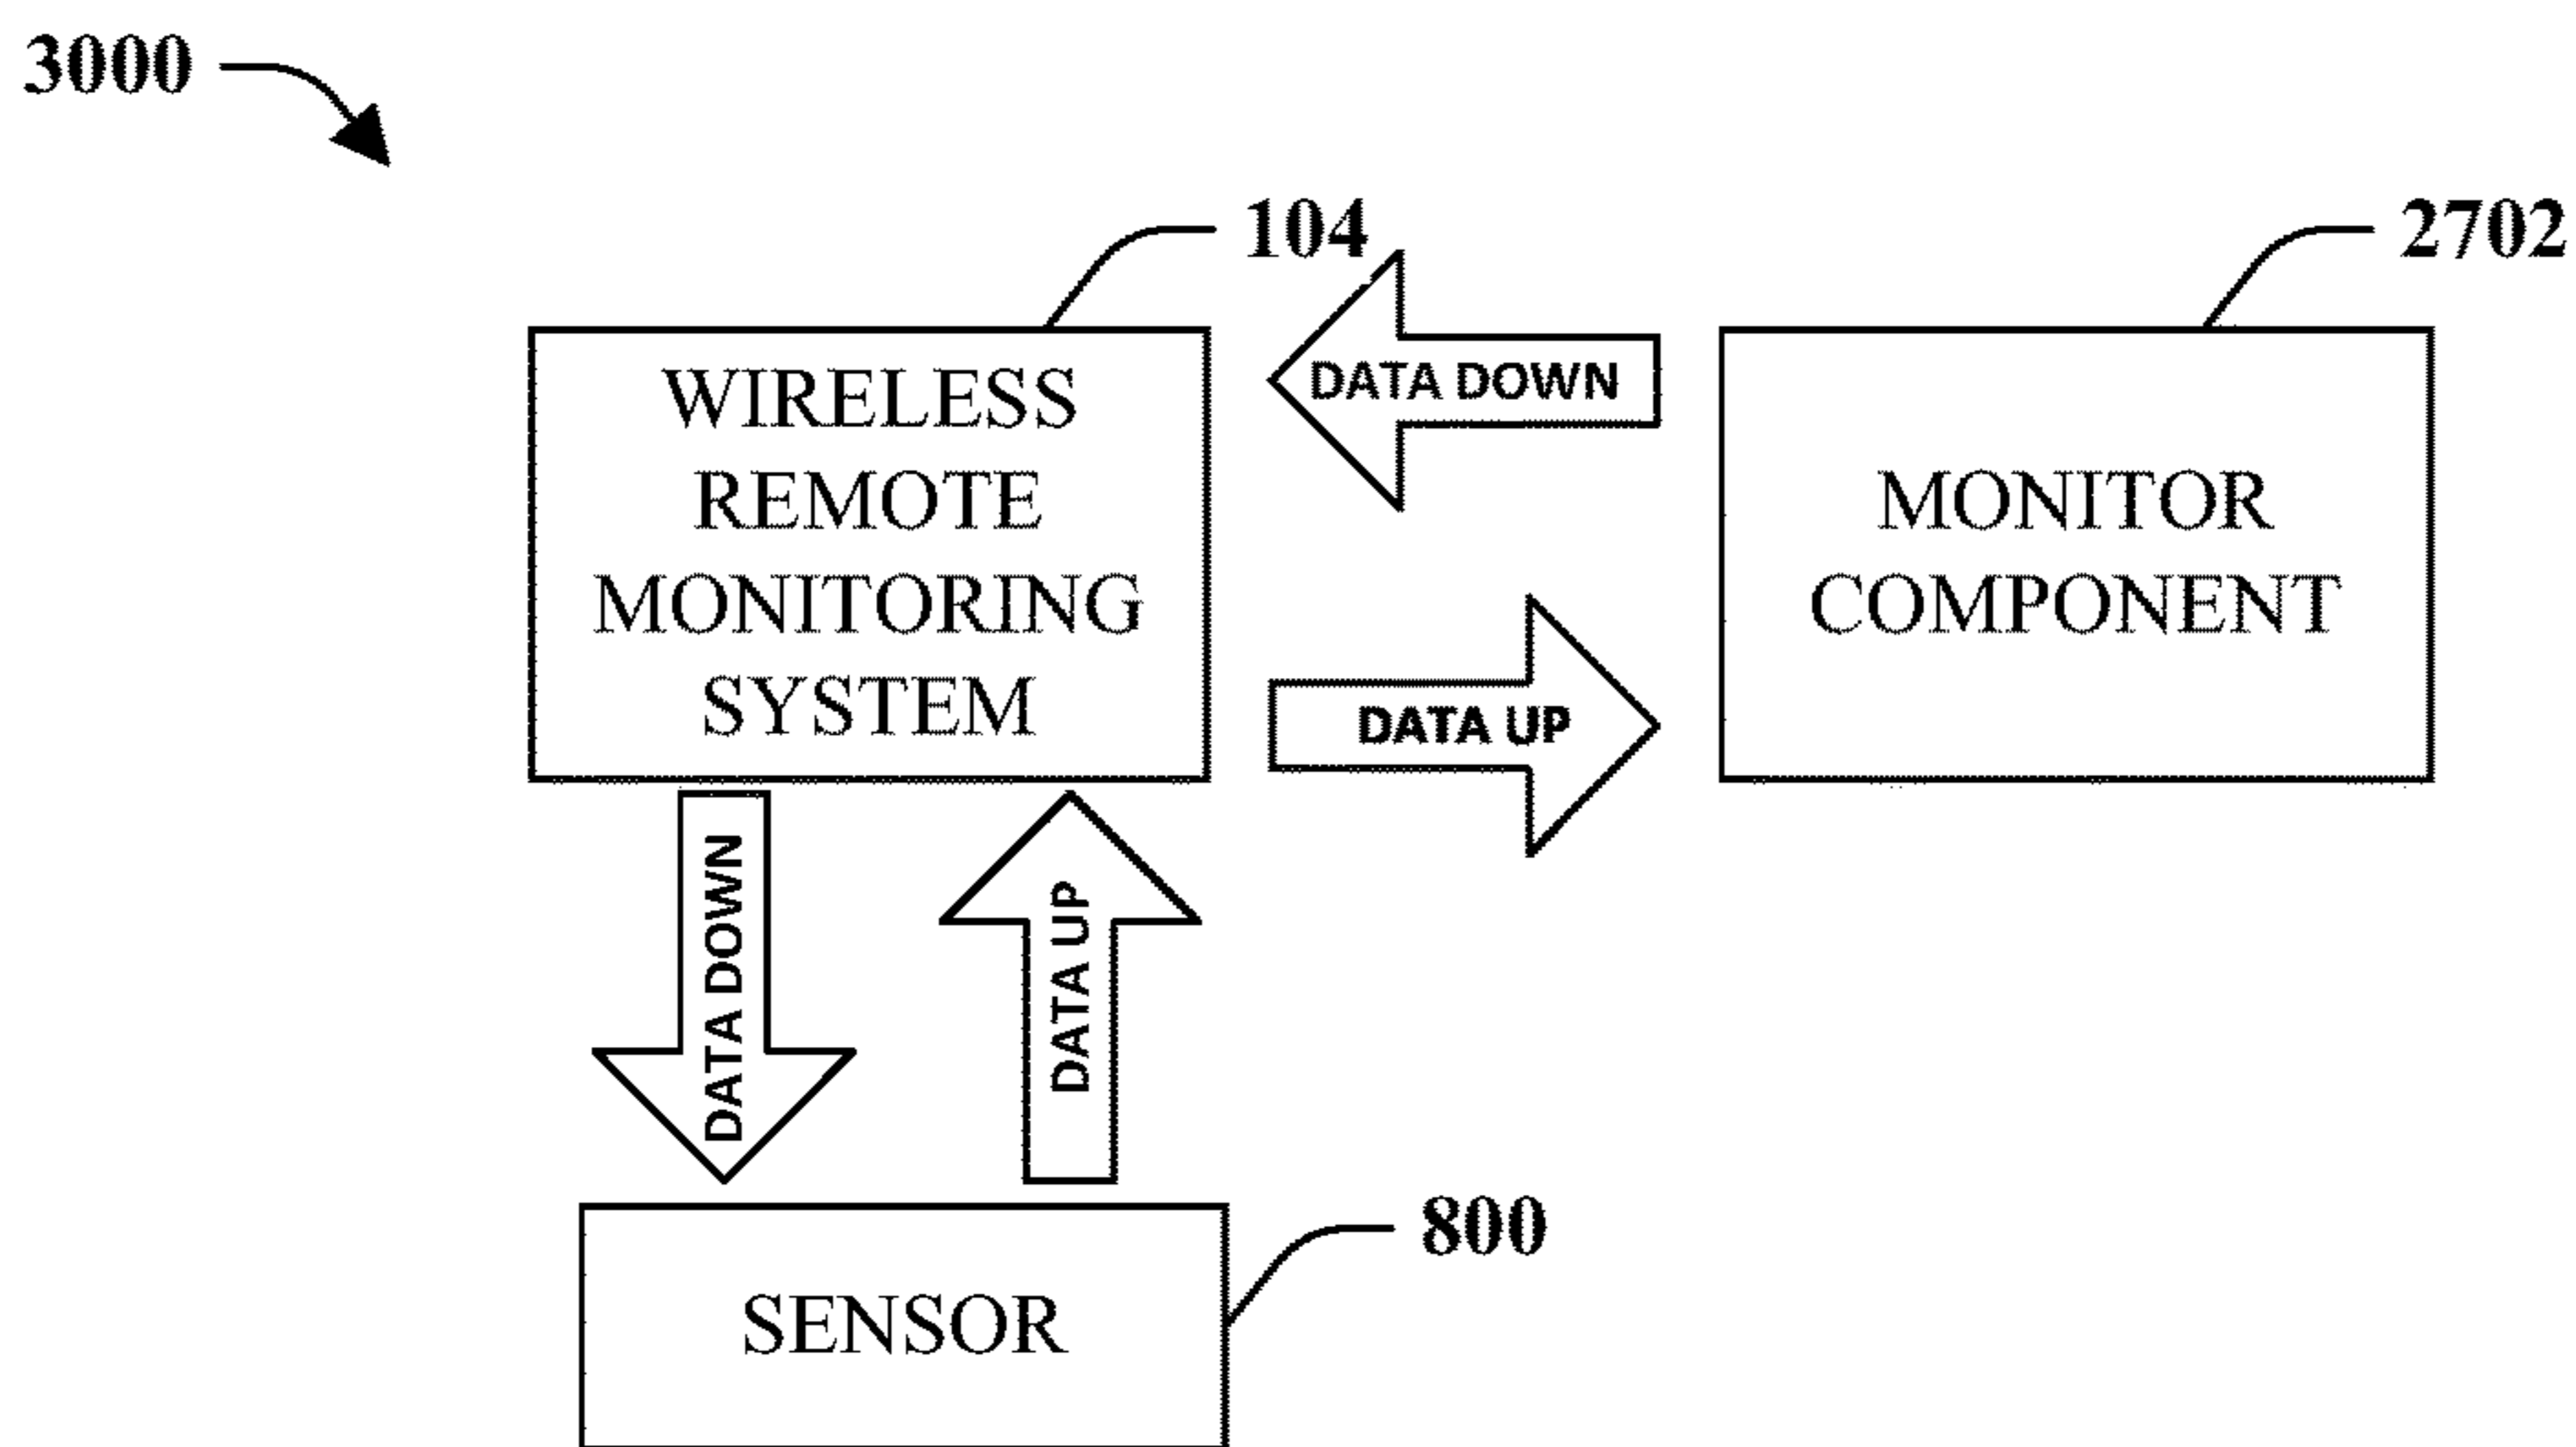 3000
104
2702
WIRELESS
REMOTE
MONITORING
SYSTEM
DATA DOWN
DATA UP
MONITOR
COMPONENT
DATA DOWN
DATA UP
800
SENSOR